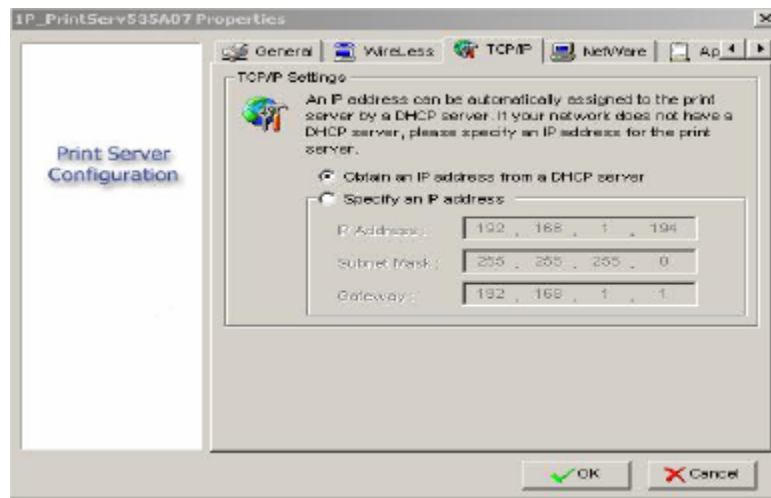 1P_PrintServ535A07 Properties
General
WireLess
TCP/IP
NetWare
Ap
TCP/IP Settings
An IP address can be automatically assigned to the print
server by a DHCP server. If your network does not have a
DHCP server, please specify an IP address for the print
server.
Print Server
Configuration
Obtain an IP address from a DHCP server
Specify an IP address
IP Address :
192 . 168 . 1 . 194
Subnet Mask :
255 . 255 . 255 . 0
Gateway :
192 . 168 . 1 . 1
OK
Cancel